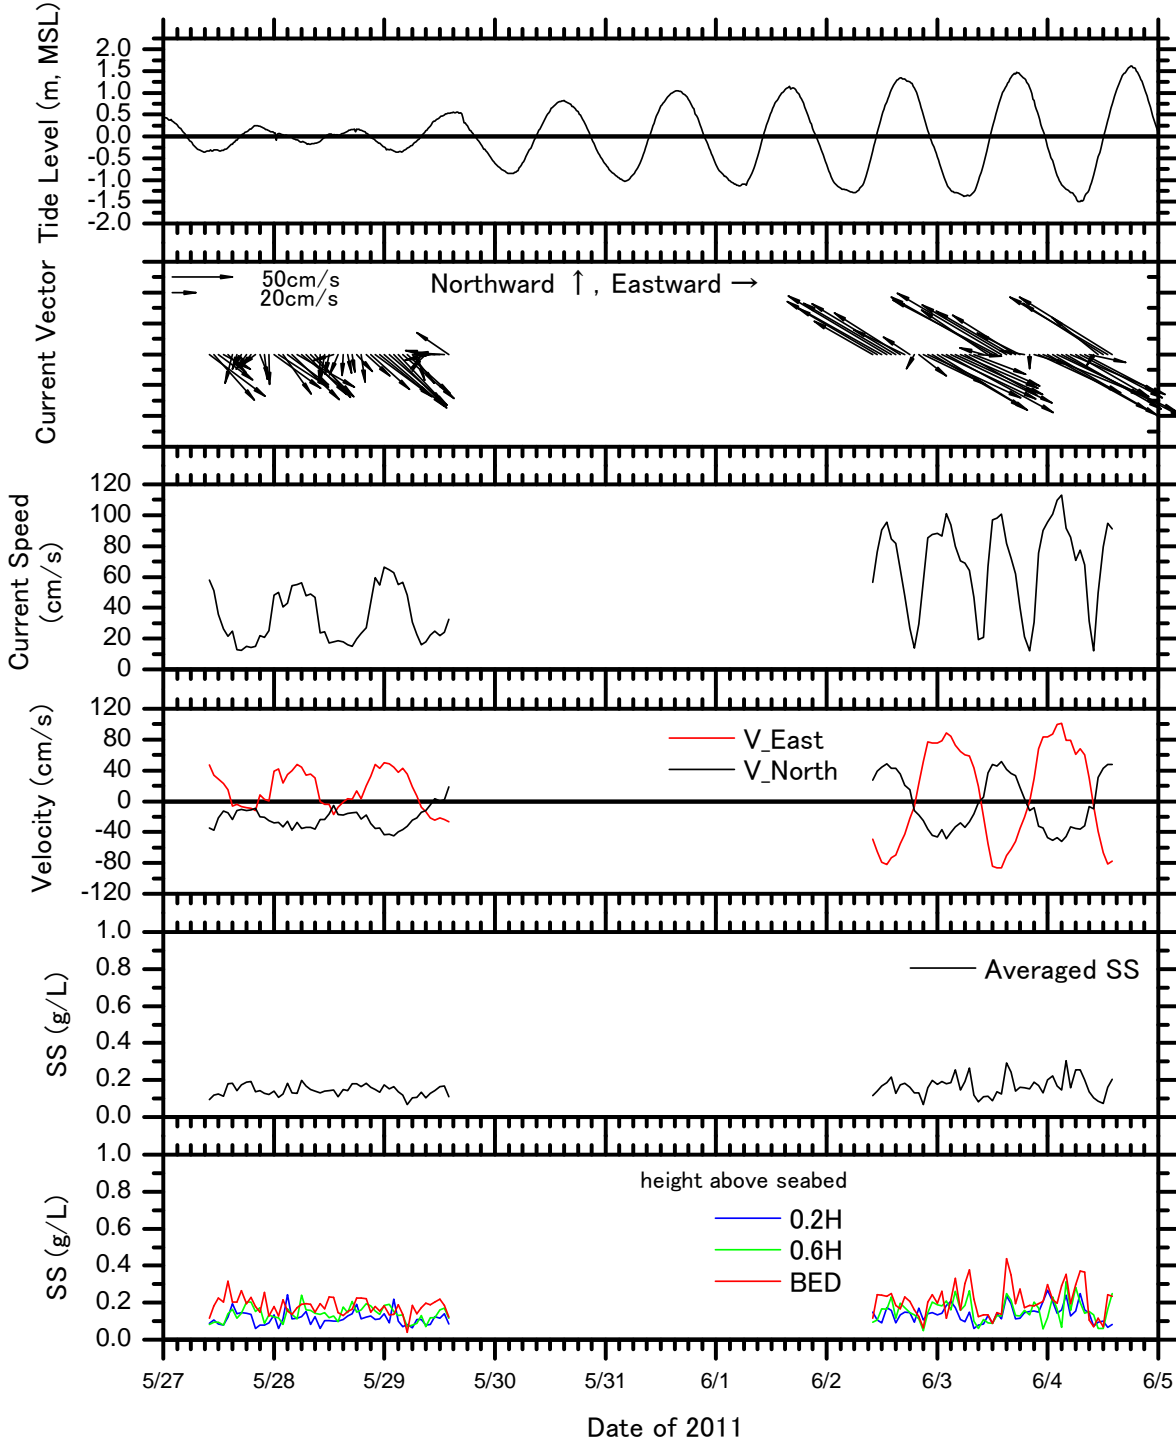 Tide Level (m, MSL)
2.0
1.5
1.0
0.5
0.0
-0.5
-1.0
-1.5
-2.0
Current Vector
50cm/s
20cm/s
Northward ↑ , Eastward →
Current Speed
(cm/s)
120
100
80
60
40
20
0
Velocity (cm/s)
120
80
40
0
-40
-80
-120
V_East
V_North
SS (g/L)
1.0
0.8
0.6
0.4
0.2
0.0
Averaged SS
SS (g/L)
1.0
0.8
0.6
0.4
0.2
0.0
height above seabed
0.2H
0.6H
BED
5/27 5/28 5/29 5/30 5/31 6/1 6/2 6/3 6/4 6/5
Date of 2011